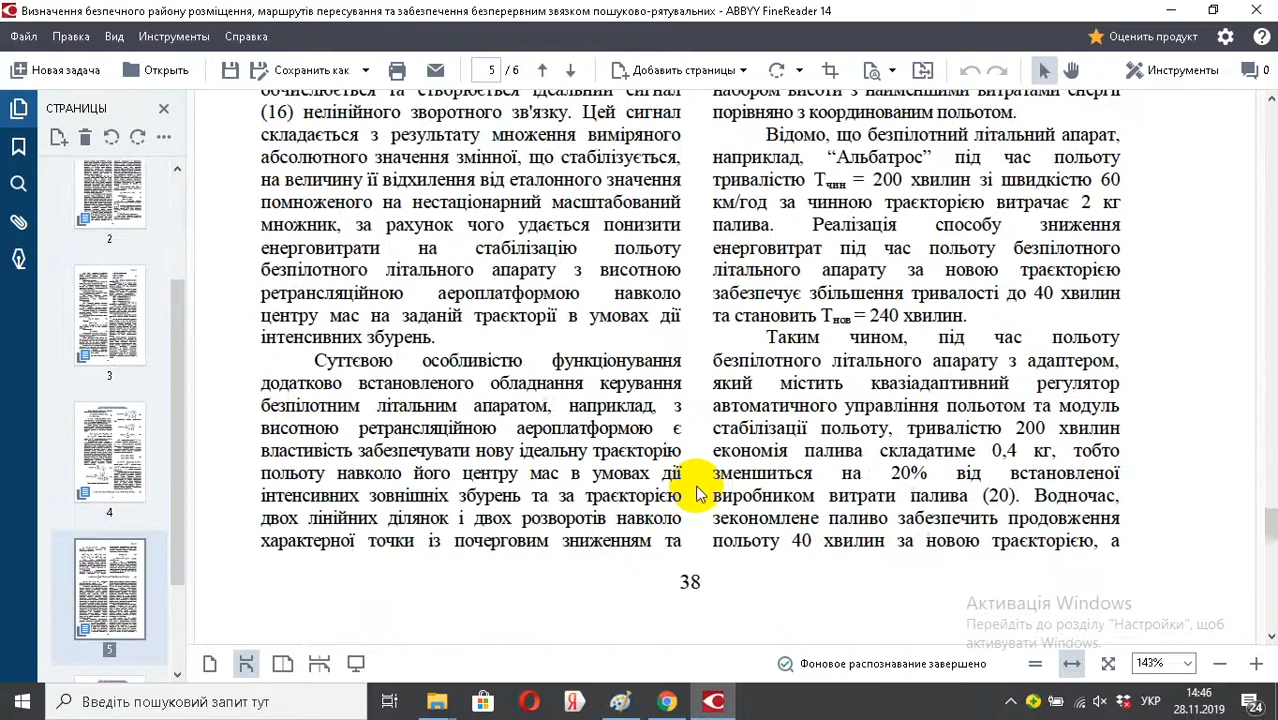 Визначення безпечного району розміщення, маршрутів пересування та забезпечення безперервним звязком пошуково-рятувальних - ABBYY FineReader 14
Файл Правка Вид Инструменты Справка
Оценить продукт
Новая задача Открыть Сохранить как 5 / 6 Добавить страницы Инструменты 0
СТРАНИЦЫ
2
3
4
5
обчислюється та створюється ідеальний сигнал
(16) нелінійного зворотного зв'язку. Цей сигнал
складається з результату множення виміряного
абсолютного значення змінної, що стабілізується,
на величину її відхилення від еталонного значення
помноженого на нестаціонарний масштабований
множник, за рахунок чого удається понизити
енерговитрати на стабілізацію польоту
безпілотного літального апарату з висотною
ретрансляційною аероплатформою навколо
центру мас на заданій траєкторії в умовах дії
інтенсивних збурень.
Суттєвою особливістю функціонування
додатково встановленого обладнання керування
безпілотним літальним апаратом, наприклад, з
висотною ретрансляційною аероплатформою є
властивість забезпечувати нову ідеальну траєкторію
польоту навколо його центру мас в умовах дії
інтенсивних зовнішніх збурень та за траєкторією
двох лінійних ділянок і двох розворотів навколо
характерної точки із почерговим зниженням та
набором висоти з найменшими витратами енергії
порівняно з координованим польотом.
Відомо, що безпілотний літальний апарат,
наприклад, “Альбатрос” під час польоту
тривалістю Tчин = 200 хвилин зі швидкістю 60
км/год за чинною траєкторією витрачає 2 кг
палива. Реалізація способу зниження
енерговитрат під час польоту безпілотного
літального апарату за новою траєкторією
забезпечує збільшення тривалості до 40 хвилин
та становить Tнов = 240 хвилин.
Таким чином, під час польоту
безпілотного літального апарату з адаптером,
який містить квазіадаптивний регулятор
автоматичного управління польотом та модуль
стабілізації польоту, тривалістю 200 хвилин
економія палива складатиме 0,4 кг, тобто
зменшиться на 20% від встановленої
виробником витрати палива (20). Водночас,
зекономлене паливо забезпечить продовження
польоту 40 хвилин за новою траєкторією, а
38
Активація Windows
Перейдіть до розділу "Настройки", щоб
активувати Windows.
Фоновое распознавание завершено 143%
Введіть пошуковий запит тут
УКР
14:46
28.11.2019
24